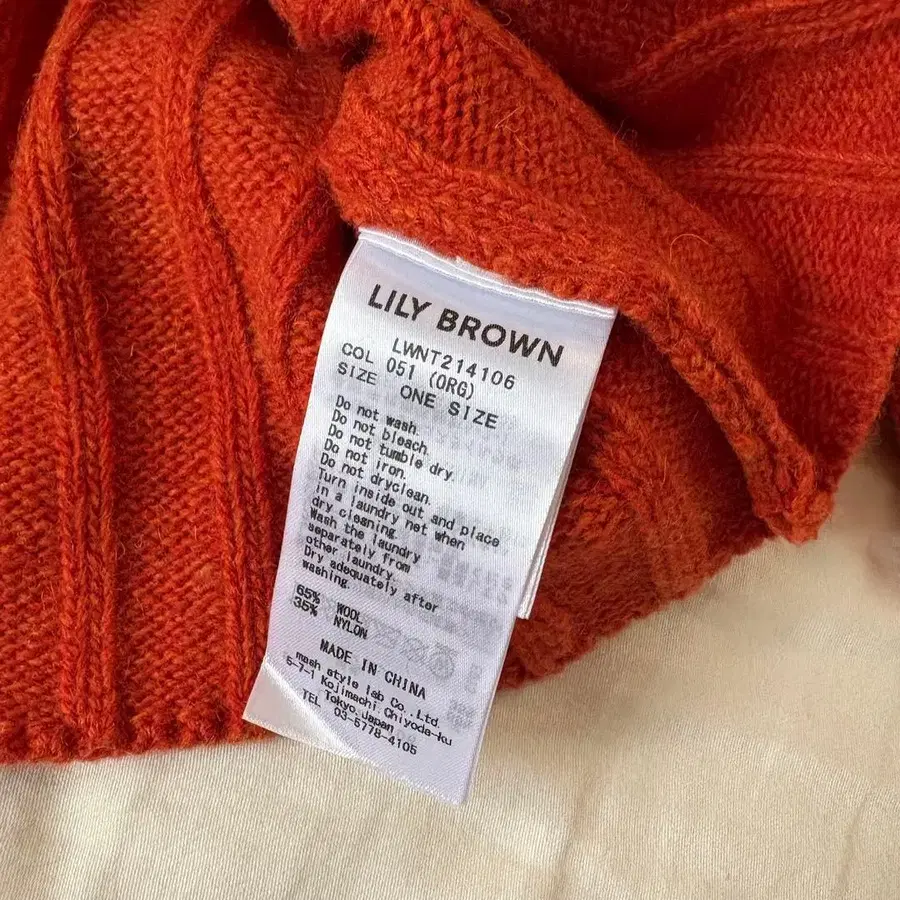 LILY BROWN
LWNT214106
COL 051 (ORG)
SIZE ONE SIZE
Do not wash.
Do not bleach.
Do not tumble dry.
Do not iron.
Do not dryclean.
Turn inside out and place
in a laundry net when
dry cleaning.
Wash the laundry
separately from
other laundry.
Dry adequately after
washing.
65% WOOL
35% NYLON
MADE IN CHINA
mash style lab Co., Ltd.
5-7-1 Kojimachi Chiyoda-ku
Tokyo, Japan
TEL 03-5778-4105